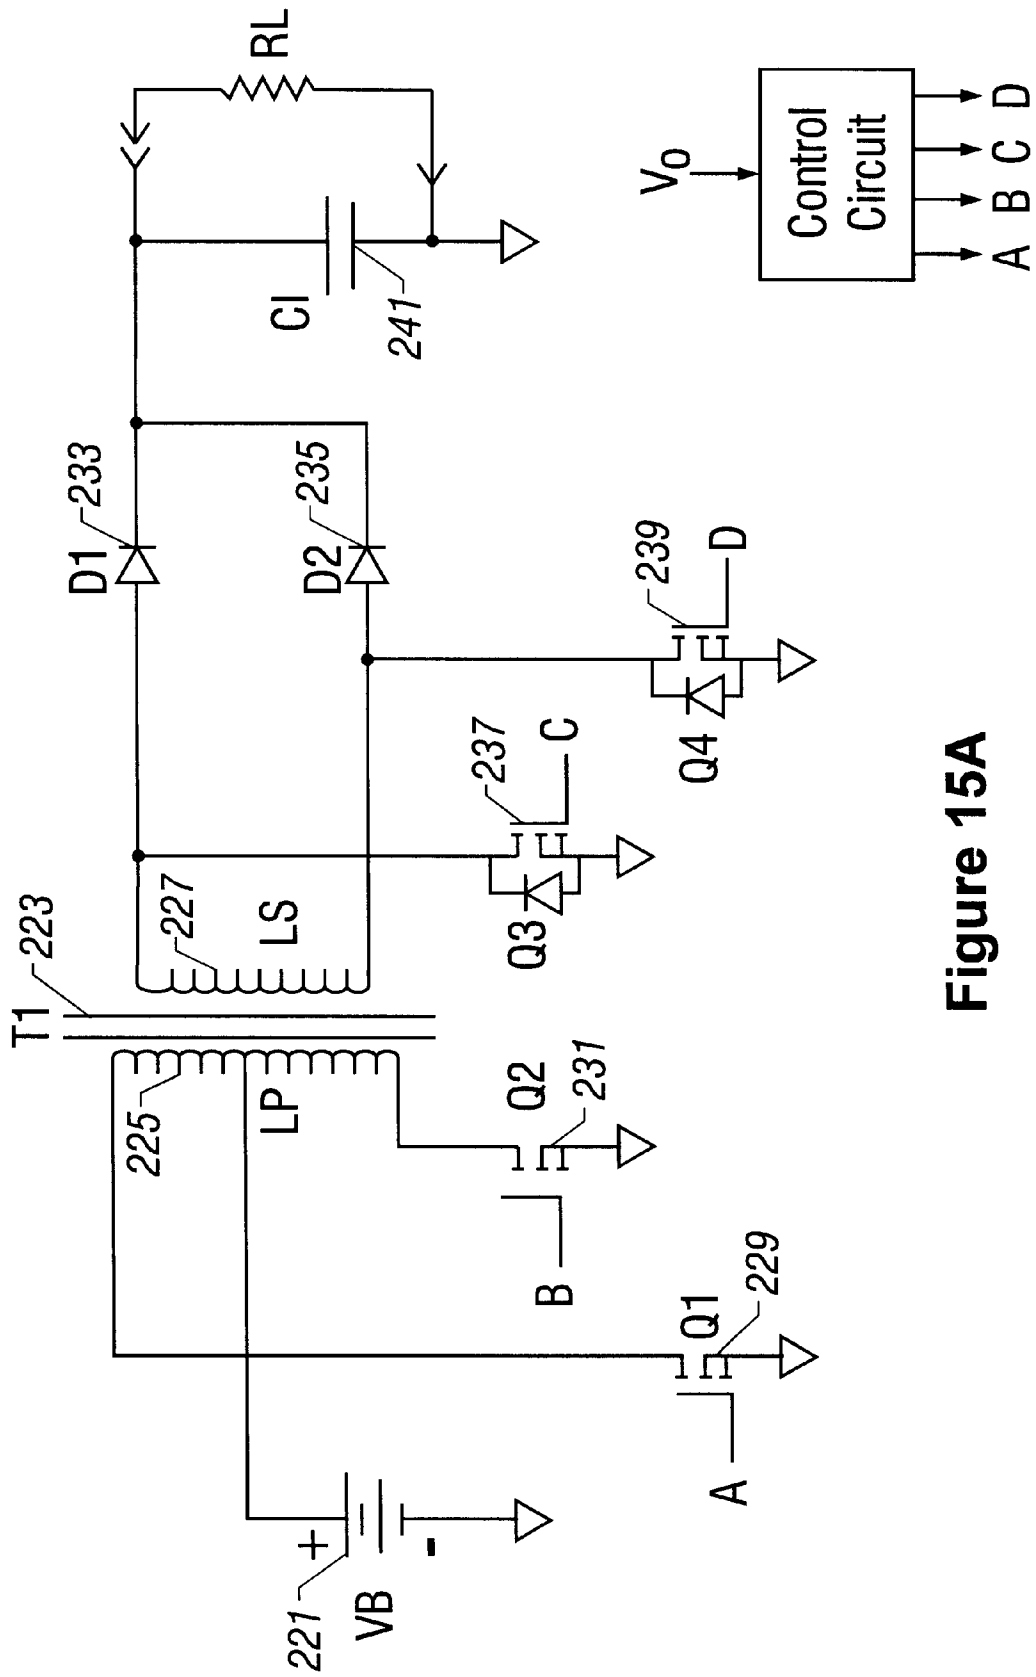 T1
223
225
LP
227
LS
D1
233
D2
235
CI
241
RL
221
+
-
VB
A
Q1
229
B
Q2
231
Q3
237
C
Q4
239
D
VO
Control
Circuit
A
B
C
D
Figure 15A